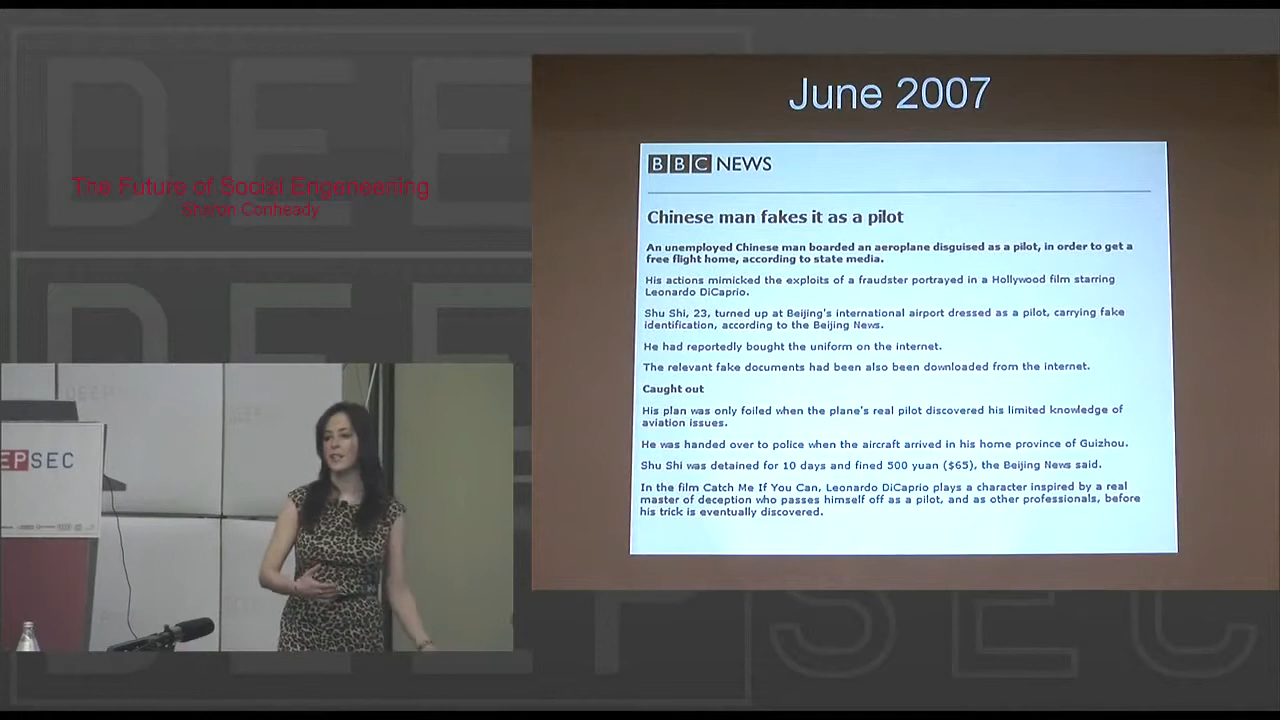 The Future of Social Engeneering
Sharon Conheady
June 2007
BBC NEWS
Chinese man fakes it as a pilot
An unemployed Chinese man boarded an aeroplane disguised as a pilot, in order to get a
free flight home, according to state media.
His actions mimicked the exploits of a fraudster portrayed in a Hollywood film starring
Leonardo DiCaprio.
Shu Shi, 23, turned up at Beijing's international airport dressed as a pilot, carrying fake
identification, according to the Beijing News.
He had reportedly bought the uniform on the internet.
The relevant fake documents had been also been downloaded from the internet.
Caught out
His plan was only foiled when the plane's real pilot discovered his limited knowledge of
aviation issues.
He was handed over to police when the aircraft arrived in his home province of Guizhou.
Shu Shi was detained for 10 days and fined 500 yuan ($65), the Beijing News said.
In the film Catch Me If You Can, Leonardo DiCaprio plays a character inspired by a real
master of deception who passes himself off as a pilot, and as other professionals, before
his trick is eventually discovered.
DEEP
DEEPSEC
EPSEC
DEEPSEC